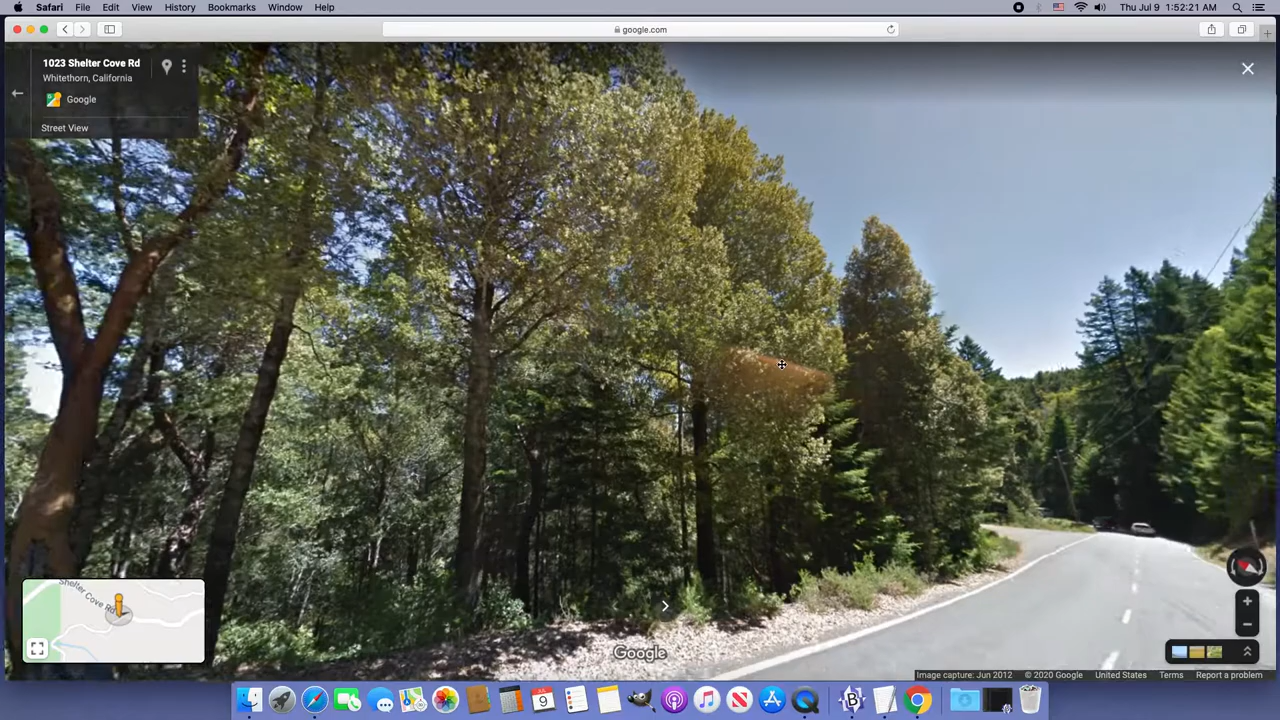 Safari File Edit View History Bookmarks Window Help Thu Jul 9 1:52:21 AM
google.com
1023 Shelter Cove Rd
Whitethorn, California
Google
Street View
Shelter Cove Rd
Google
Image capture: Jun 2012 © 2020 Google United States Terms Report a problem
9